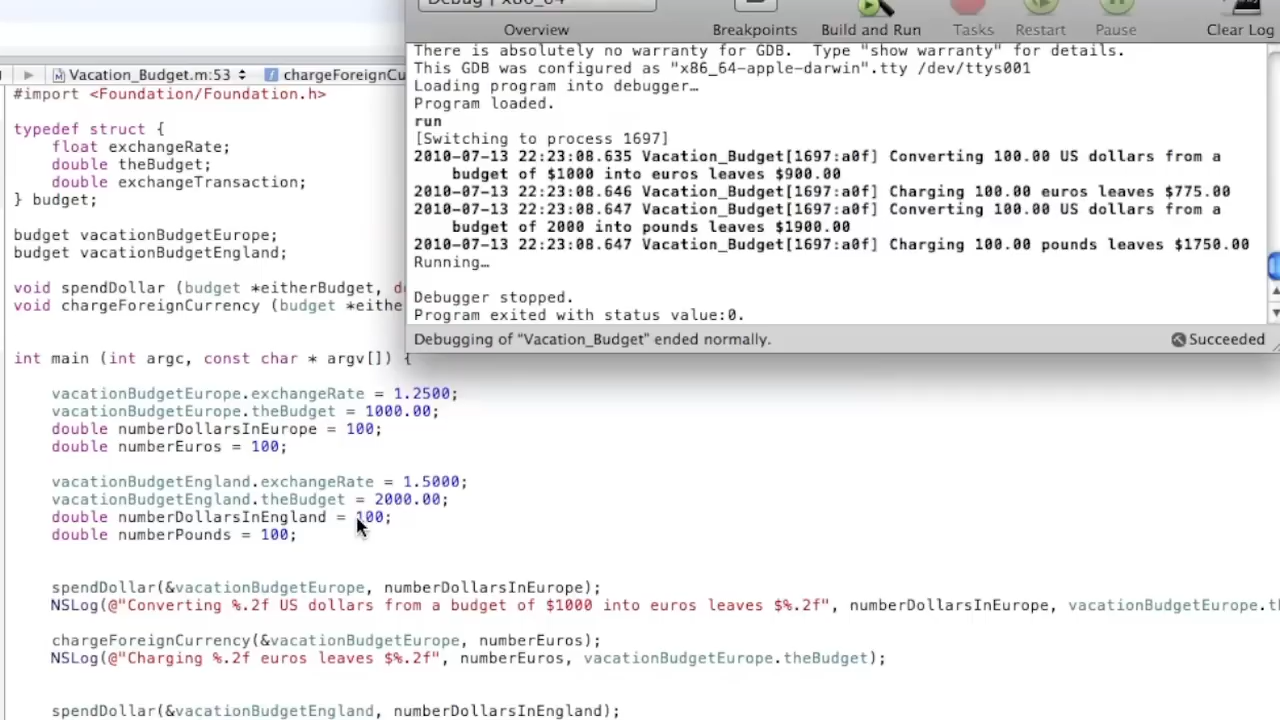 Debug | x86_64
Overview
Breakpoints
Build and Run
Tasks
Restart
Pause
Clear Log
There is absolutely no warranty for GDB.  Type "show warranty" for details.
This GDB was configured as "x86_64-apple-darwin".tty /dev/ttys001
Loading program into debugger…
Program loaded.
run
[Switching to process 1697]
2010-07-13 22:23:08.635 Vacation_Budget[1697:a0f] Converting 100.00 US dollars from a
budget of $1000 into euros leaves $900.00
2010-07-13 22:23:08.646 Vacation_Budget[1697:a0f] Charging 100.00 euros leaves $775.00
2010-07-13 22:23:08.647 Vacation_Budget[1697:a0f] Converting 100.00 US dollars from a
budget of 2000 into pounds leaves $1900.00
2010-07-13 22:23:08.647 Vacation_Budget[1697:a0f] Charging 100.00 pounds leaves $1750.00
Running…
Debugger stopped.
Program exited with status value:0.
Debugging of “Vacation_Budget” ended normally.
Succeeded
Vacation_Budget.m:53
chargeForeignCu
#import <Foundation/Foundation.h>
typedef struct {
float exchangeRate;
double theBudget;
double exchangeTransaction;
} budget;
budget vacationBudgetEurope;
budget vacationBudgetEngland;
void spendDollar (budget *eitherBudget, d
void chargeForeignCurrency (budget *eithe
int main (int argc, const char * argv[]) {
vacationBudgetEurope.exchangeRate = 1.2500;
vacationBudgetEurope.theBudget = 1000.00;
double numberDollarsInEurope = 100;
double numberEuros = 100;
vacationBudgetEngland.exchangeRate = 1.5000;
vacationBudgetEngland.theBudget = 2000.00;
double numberDollarsInEngland = 100;
double numberPounds = 100;
spendDollar(&vacationBudgetEurope, numberDollarsInEurope);
NSLog(@"Converting %.2f US dollars from a budget of $1000 into euros leaves $%.2f", numberDollarsInEurope, vacationBudgetEurope.th
chargeForeignCurrency(&vacationBudgetEurope, numberEuros);
NSLog(@"Charging %.2f euros leaves $%.2f", numberEuros, vacationBudgetEurope.theBudget);
spendDollar(&vacationBudgetEngland, numberDollarsInEngland);